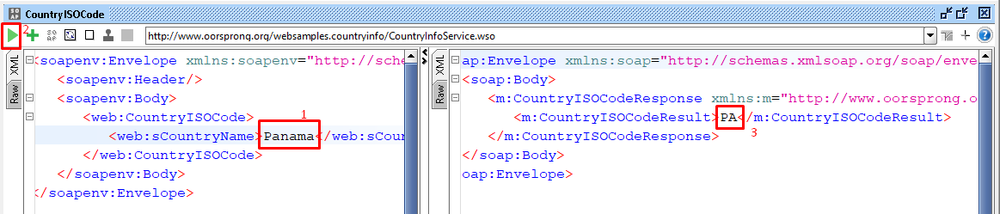 CountryISOCode
2
http://www.oorsprong.org/websamples.countryinfo/CountryInfoService.wso
XML
Raw
<soapenv:Envelope xmlns:soapenv="http://sche
<soapenv:Header/>
<soapenv:Body>
<web:CountryISOCode> 1
<web:sCountryName>Panama</web:sCou
</web:CountryISOCode>
</soapenv:Body>
</soapenv:Envelope>
XML
Raw
ap:Envelope xmlns:soap="http://schemas.xmlsoap.org/soap/enve
<soap:Body>
<m:CountryISOCodeResponse xmlns:m="http://www.oorsprong.o
<m:CountryISOCodeResult>PA</m:CountryISOCodeResult>
</m:CountryISOCodeResponse> 3
</soap:Body>
oap:Envelope>